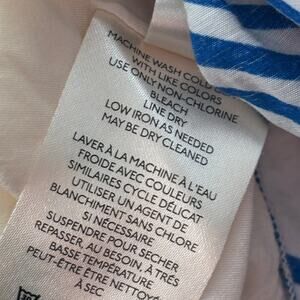 MACHINE WASH COLD
WITH LIKE COLORS
USE ONLY NON-CHLORINE
BLEACH
LINE DRY
LOW IRON AS NEEDED
MAY BE DRY CLEANED
LAVER À LA MACHINE À L'EAU
FROIDE AVEC COULEURS
SIMILAIRES CYCLE DÉLICAT
UTILISER UN AGENT DE
BLANCHIMENT SANS CHLORE
SI NÉCESSAIRE
SUSPENDRE POUR SÉCHER
REPASSER, AU BESOIN, À TRÈS
BASSE TEMPÉRATURE
PEUT-ÊTRE ÊTRE NETTOYÉ
À SEC